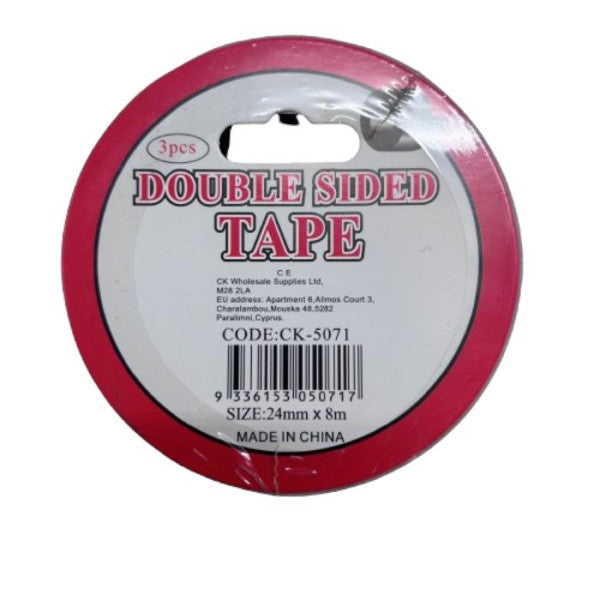 3pcs
DOUBLE SIDED
TAPE
C E
CK Wholesale Supplies Ltd,
M28 2LA
EU address: Apartment 6,Alimos Court 3,
Charalambou,Mouska 48,5282
Paralimni,Cyprus.
CODE:CK-5071
9 336153 050717
SIZE:24mm x 8m
MADE IN CHINA